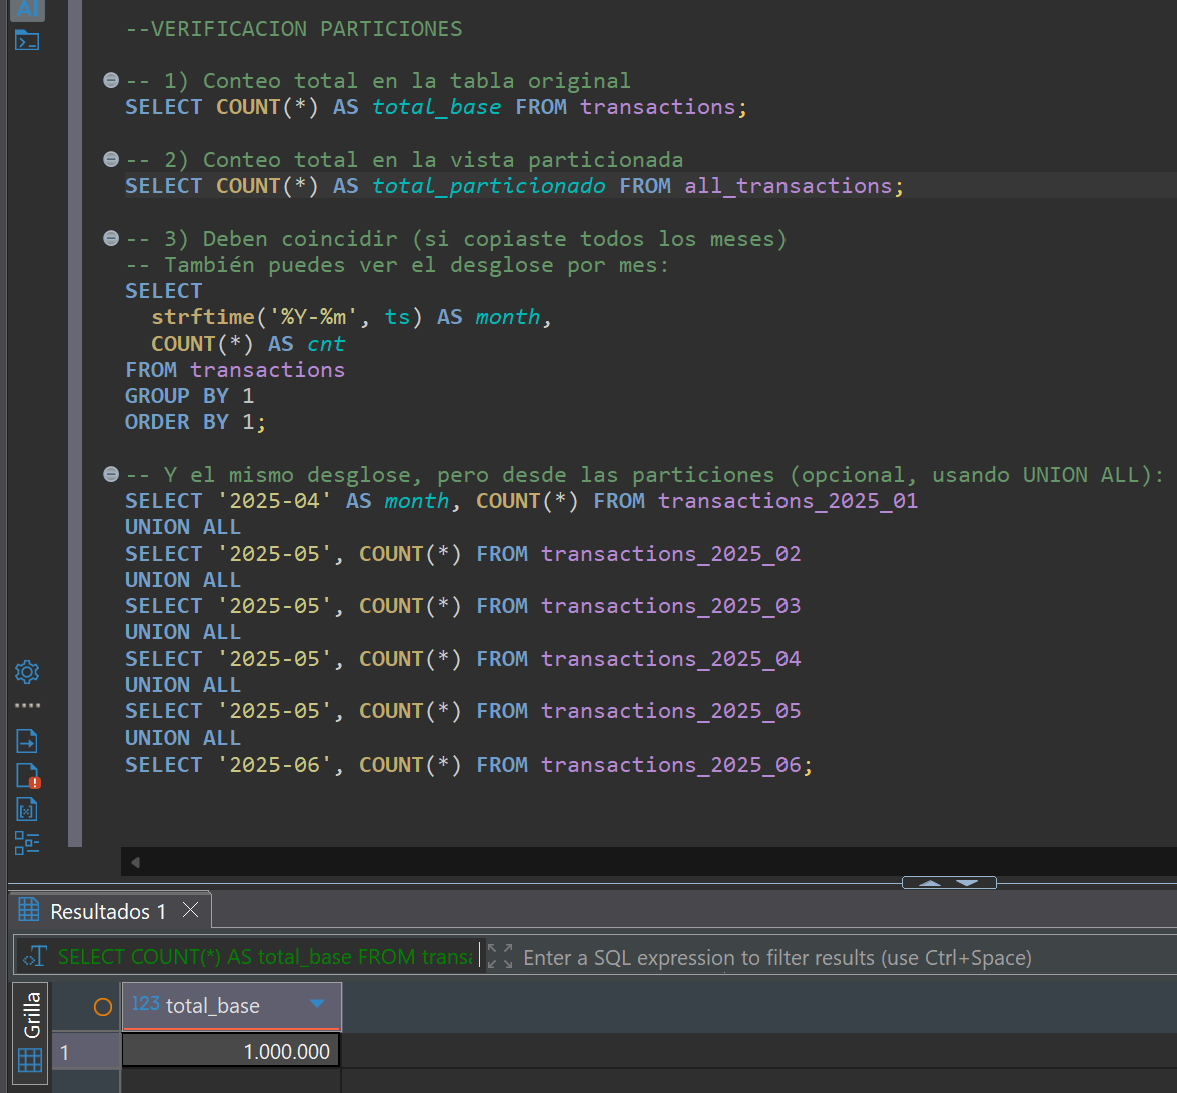 AI
--VERIFICACION PARTICIONES
-- 1) Conteo total en la tabla original
SELECT COUNT(*) AS total_base FROM transactions;
-- 2) Conteo total en la vista particionada
SELECT COUNT(*) AS total_particionado FROM all_transactions;
-- 3) Deben coincidir (si copiaste todos los meses)
-- También puedes ver el desglose por mes:
SELECT
strftime('%Y-%m', ts) AS month,
COUNT(*) AS cnt
FROM transactions
GROUP BY 1
ORDER BY 1;
-- Y el mismo desglose, pero desde las particiones (opcional, usando UNION ALL):
SELECT '2025-04' AS month, COUNT(*) FROM transactions_2025_01
UNION ALL
SELECT '2025-05', COUNT(*) FROM transactions_2025_02
UNION ALL
SELECT '2025-05', COUNT(*) FROM transactions_2025_03
UNION ALL
SELECT '2025-05', COUNT(*) FROM transactions_2025_04
UNION ALL
SELECT '2025-05', COUNT(*) FROM transactions_2025_05
UNION ALL
SELECT '2025-06', COUNT(*) FROM transactions_2025_06;
Resultados 1
SELECT COUNT(*) AS total_base FROM transa
Enter a SQL expression to filter results (use Ctrl+Space)
Grilla
123 total_base
1 1.000.000